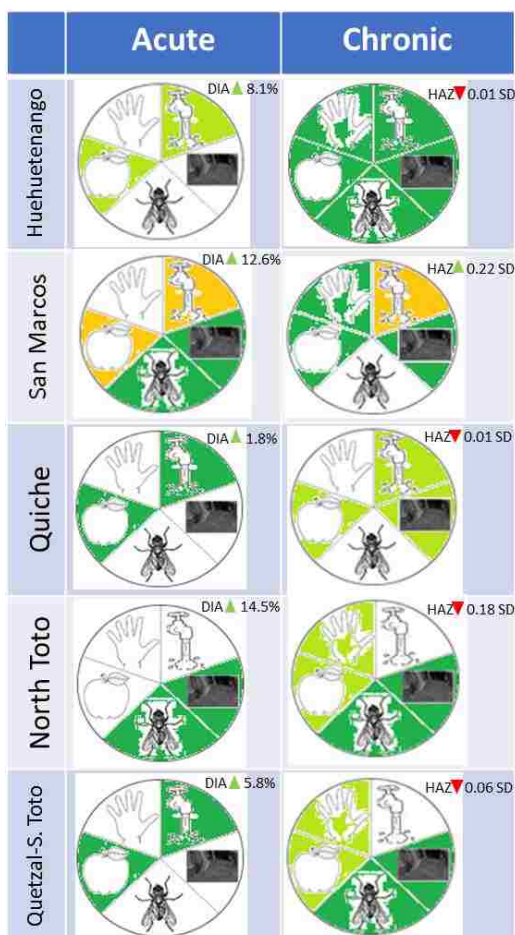 Acute
Chronic
Huehuetenango
DIA 8.1%
HAZ 0.01 SD
San Marcos
DIA 12.6%
HAZ 0.22 SD
Quiche
DIA 1.8%
HAZ 0.01 SD
North Toto
DIA 14.5%
HAZ 0.18 SD
Quetzal-S. Toto
DIA 5.8%
HAZ 0.06 SD